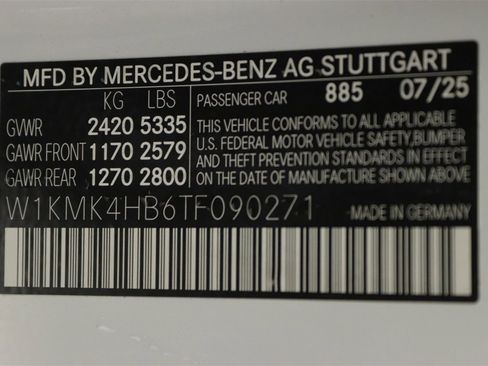 MFD BY MERCEDES-BENZ AG STUTTGART
KG LBS PASSENGER CAR 885 07/25
GVWR 2420 5335
GAWR FRONT 1170 2579
GAWR REAR 1270 2800
THIS VEHICLE CONFORMS TO ALL APPLICABLE
U.S. FEDERAL MOTOR VEHICLE SAFETY, BUMPER
AND THEFT PREVENTION STANDARDS IN EFFECT
ON THE DATE OF MANUFACTURE SHOWN ABOVE
W1KMK4HB6TF090271 MADE IN GERMANY